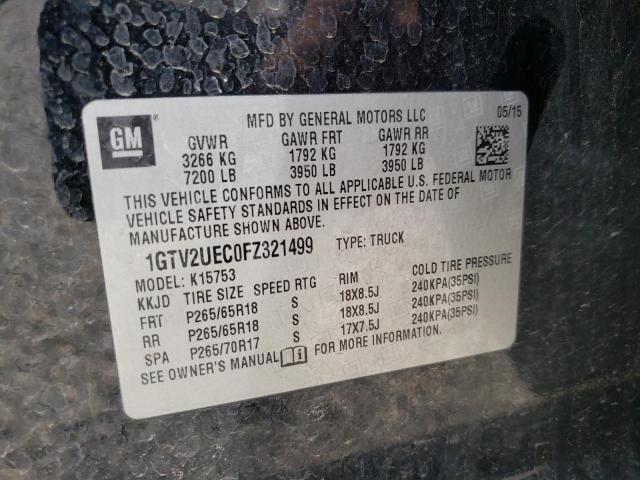 GM
MFD BY GENERAL MOTORS LLC 05/15
GVWR GAWR FRT GAWR RR
3266 KG 1792 KG 1792 KG
7200 LB 3950 LB 3950 LB
THIS VEHICLE CONFORMS TO ALL APPLICABLE U.S. FEDERAL MOTOR
VEHICLE SAFETY STANDARDS IN EFFECT ON THE DATE OF
MANUFACTURE SHOWN ABOVE.
1GTV2UEC0FZ321499 TYPE: TRUCK
MODEL: K15753
KKJD TIRE SIZE SPEED RTG RIM COLD TIRE PRESSURE
FRT P265/65R18 S 18X8.5J 240KPA(35PSI)
RR P265/65R18 S 18X8.5J 240KPA(35PSI)
SPA P265/70R17 S 17X7.5J 240KPA(35PSI)
SEE OWNER'S MANUAL FOR MORE INFORMATION.